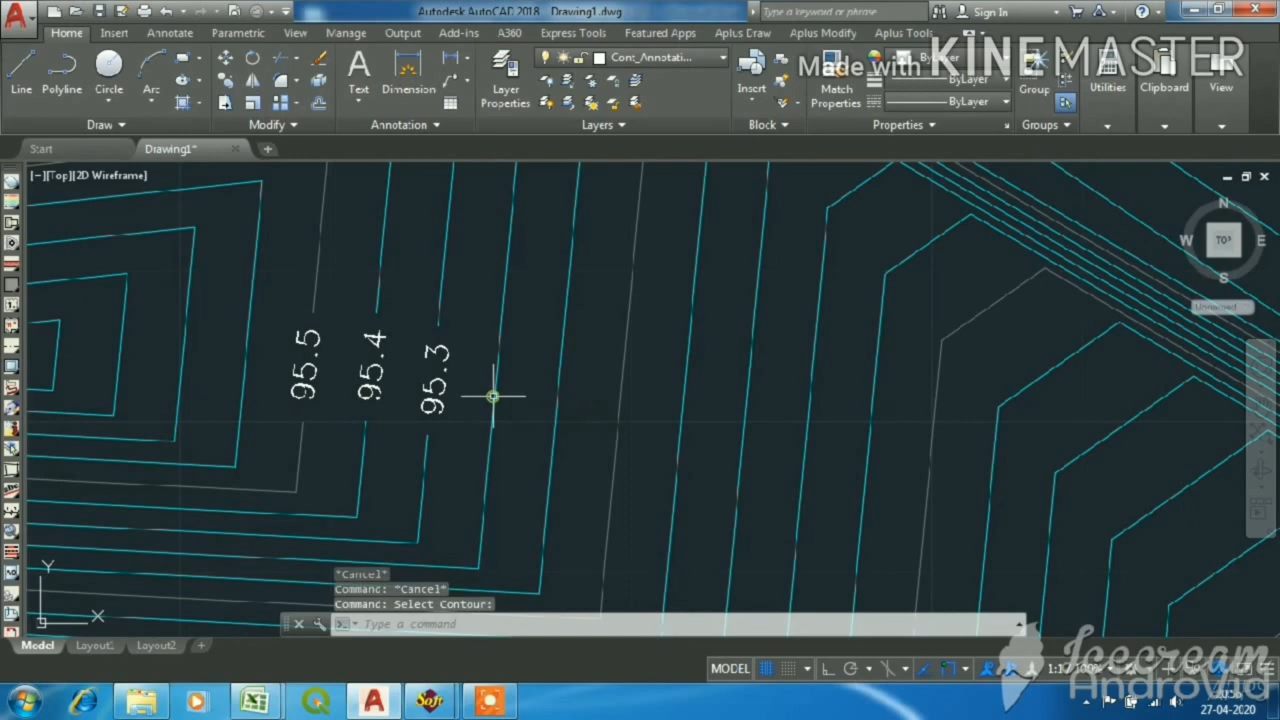 Autodesk AutoCAD 2018 Drawing1.dwg
Type a keyword or phrase
Sign In
Home Insert Annotate Parametric View Manage Output Add-ins A360 Express Tools Featured Apps Aplus Draw Aplus Modify Aplus Tools
Made with KINEMASTER
Cont_Annotati...
ByLayer
ByLayer
ByLayer
Line Polyline Circle Arc
Text Dimension
Layer Properties
Insert
Match Properties
Group
Utilities
Clipboard
View
Draw Modify Annotation Layers Block Properties Groups
Start Drawing1*
[−][Top][2D Wireframe]
N
W TOP E
S
Unnamed
95.5
95.4
95.3
Y
X
*Cancel*
Command: *Cancel*
Command: Select Contour:
Type a command
Model Layout1 Layout2 +
MODEL
Icecream
AndroVid
27-04-2020